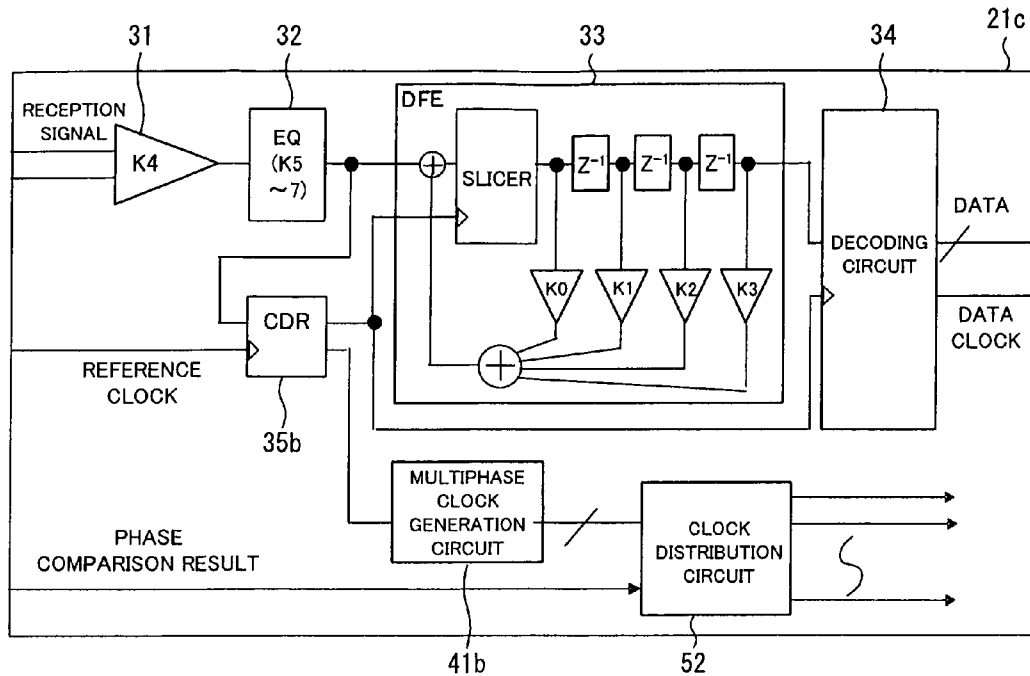 31
32
33
34
21c
RECEPTION
SIGNAL
K4
EQ
(K5
~7)
DFE
SLICER
Z⁻¹
Z⁻¹
Z⁻¹
K0
K1
K2
K3
DECODING
CIRCUIT
DATA
DATA
CLOCK
CDR
REFERENCE
CLOCK
35b
MULTIPHASE
CLOCK
GENERATION
CIRCUIT
41b
PHASE
COMPARISON RESULT
CLOCK
DISTRIBUTION
CIRCUIT
52